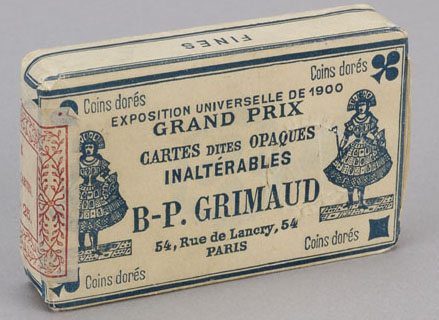 FINES
Coins dorés
Coins dorés
EXPOSITION UNIVERSELLE DE 1900
GRAND PRIX
CARTES DITES OPAQUES
INALTÉRABLES
B-P. GRIMAUD
54, Rue de Lancry, 54
PARIS
Coins dorés
Coins dorés